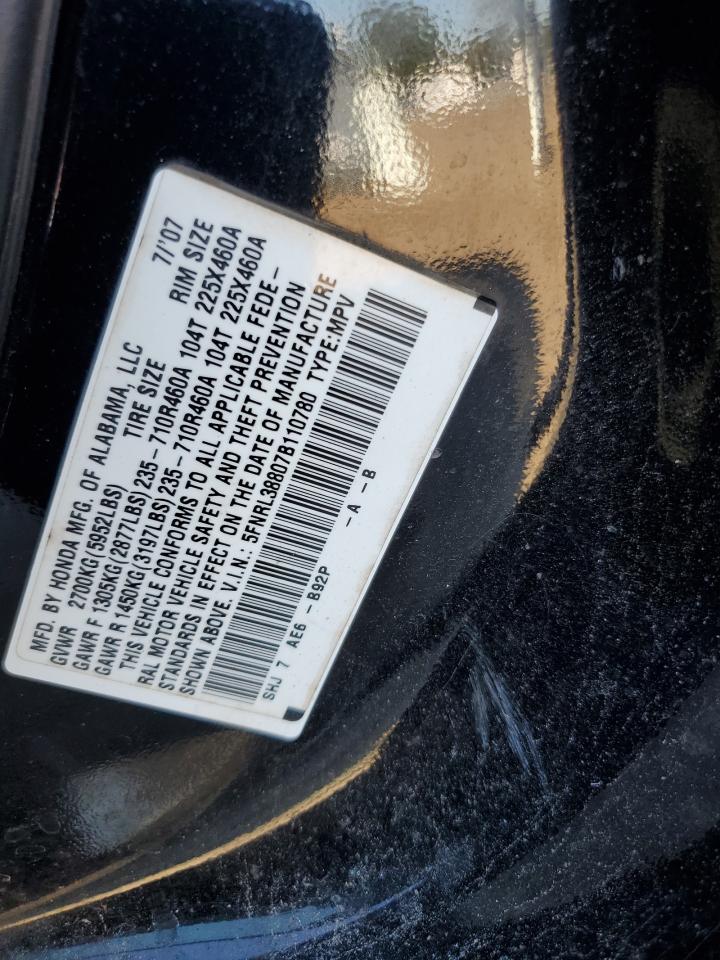 MFD. BY HONDA MFG. OF ALABAMA, LLC 7/'07
GVWR 2700KG(5952LBS) TIRE SIZE RIM SIZE
GAWR F 1305KG(2877LBS) 235-710R460A 104T 225X460A
GAWR R 1450KG(3197LBS) 235-710R460A 104T 225X460A
THIS VEHICLE CONFORMS TO ALL APPLICABLE FEDE-
RAL MOTOR VEHICLE SAFETY AND THEFT PREVENTION
STANDARDS IN EFFECT ON THE DATE OF MANUFACTURE
SHOWN ABOVE. V.I.N.: 5FNRL38807B110780 TYPE:MPV
SHJ 7 AE6 - B92P - A - B